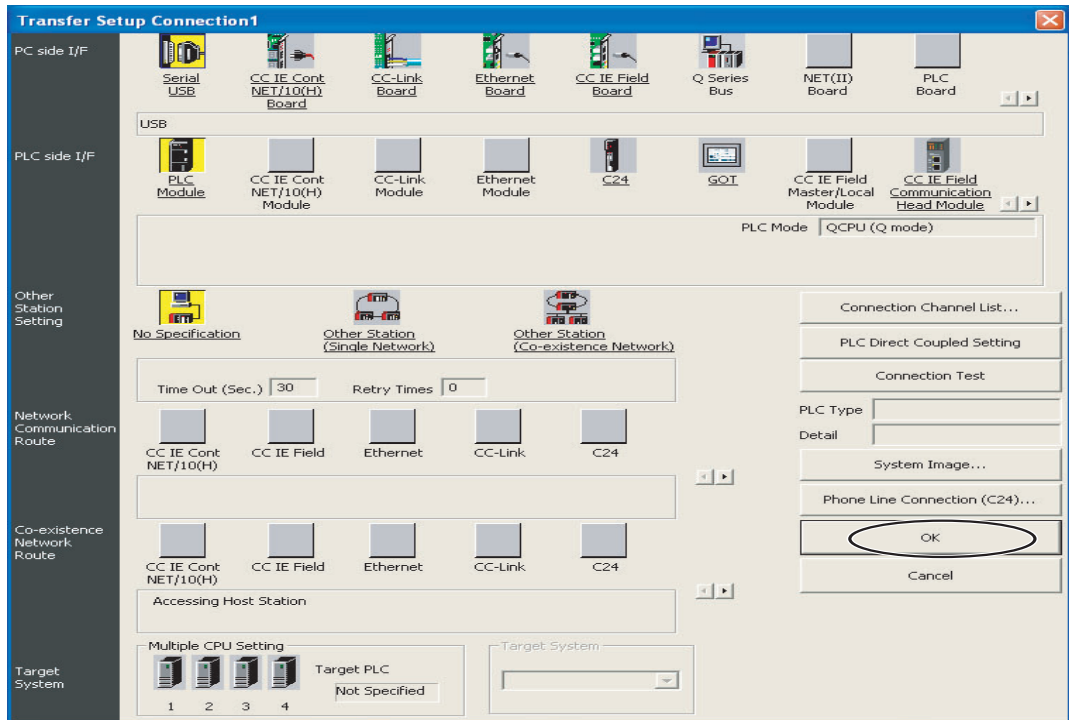 Transfer Setup Connection1
PC side I/F
Serial
USB
CC IE Cont
NET/10(H)
Board
CC-Link
Board
Ethernet
Board
CC IE Field
Board
Q Series
Bus
NET(II)
Board
PLC
Board
USB
PLC side I/F
PLC
Module
CC IE Cont
NET/10(H)
Module
CC-Link
Module
Ethernet
Module
C24
GOT
CC IE Field
Master/Local
Module
CC IE Field
Communication
Head Module
PLC Mode QCPU (Q mode)
Other
Station
Setting
No Specification
Other Station
(Single Network)
Other Station
(Co-existence Network)
Time Out (Sec.) 30 Retry Times 0
Connection Channel List...
PLC Direct Coupled Setting
Connection Test
PLC Type
Detail
System Image...
Phone Line Connection (C24)...
OK
Cancel
Network
Communication
Route
CC IE Cont
NET/10(H)
CC IE Field
Ethernet
CC-Link
C24
Co-existence
Network
Route
CC IE Cont
NET/10(H)
CC IE Field
Ethernet
CC-Link
C24
Accessing Host Station
Target
System
Multiple CPU Setting
1 2 3 4
Target PLC
Not Specified
Target System